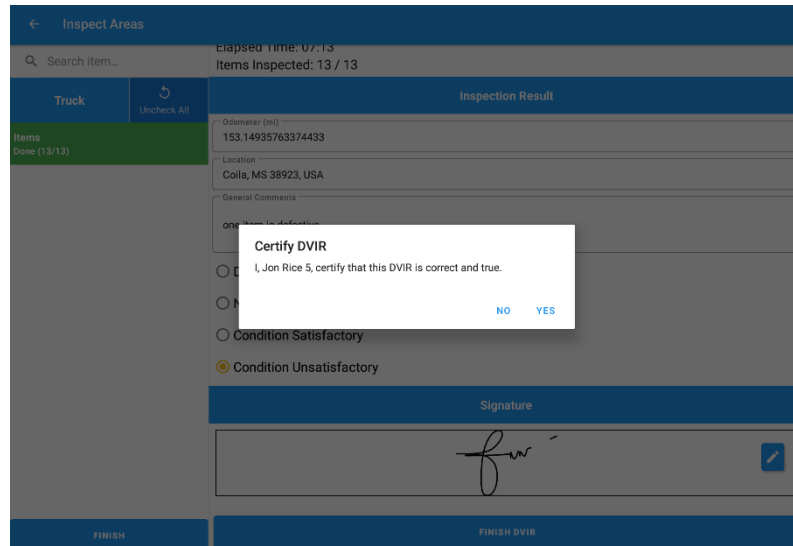 Inspect Areas
Search item...
Elapsed Time: 07:13
Items Inspected: 13 / 13
Truck
Uncheck All
Inspection Result
Items
Done (13/13)
Odometer (mi)
153.14935763374433
Location
Coila, MS 38923, USA
General Comments
one item is defective
Certify DVIR
I, Jon Rice 5, certify that this DVIR is correct and true.
NO YES
Condition Satisfactory
Condition Unsatisfactory
Signature
FINISH
FINISH DVIR